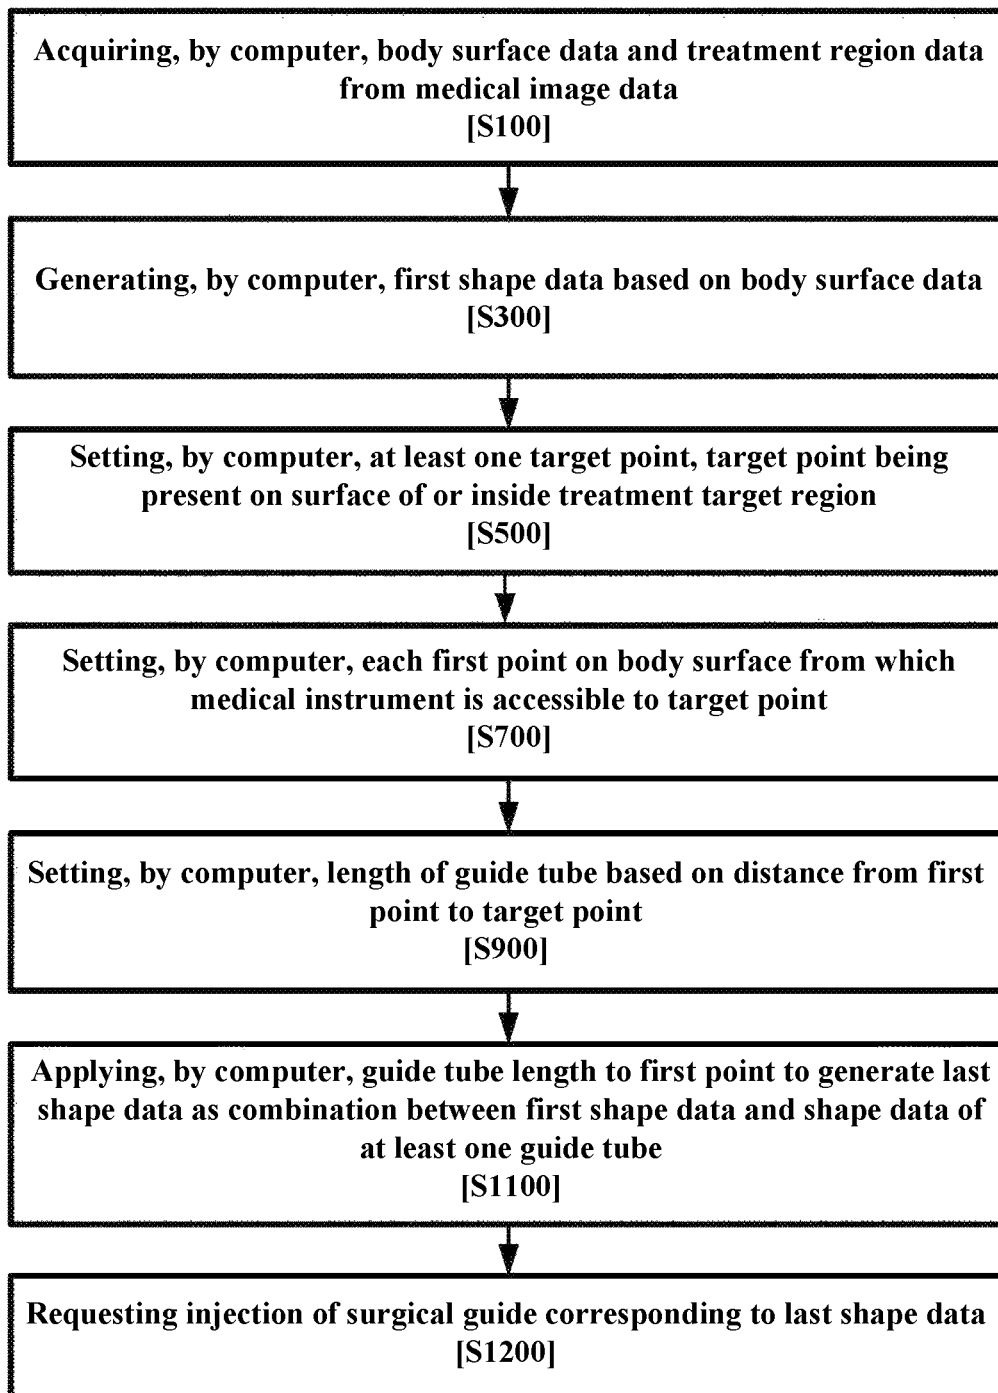 Acquiring, by computer, body surface data and treatment region data
from medical image data
[S100]
Generating, by computer, first shape data based on body surface data
[S300]
Setting, by computer, at least one target point, target point being
present on surface of or inside treatment target region
[S500]
Setting, by computer, each first point on body surface from which
medical instrument is accessible to target point
[S700]
Setting, by computer, length of guide tube based on distance from first
point to target point
[S900]
Applying, by computer, guide tube length to first point to generate last
shape data as combination between first shape data and shape data of
at least one guide tube
[S1100]
Requesting injection of surgical guide corresponding to last shape data
[S1200]